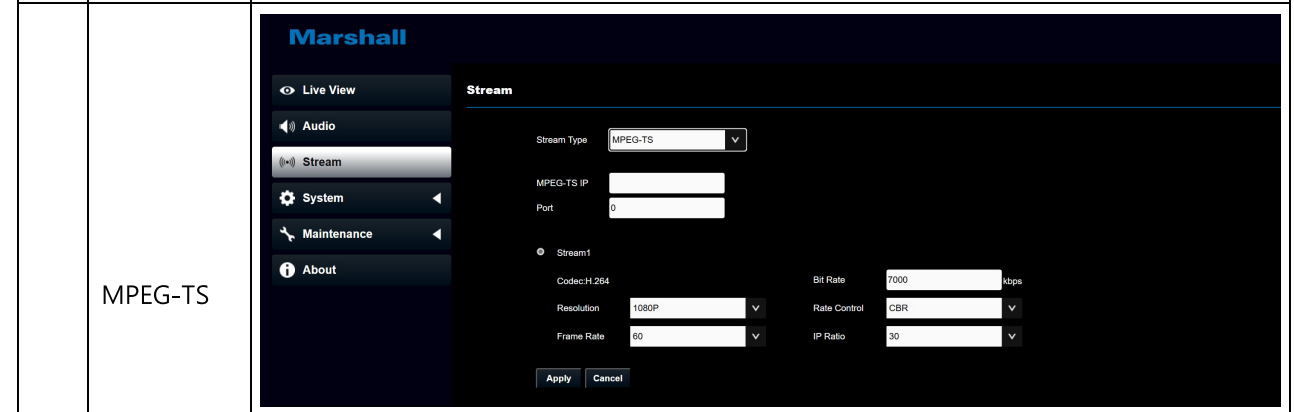 Marshall
Live View
Audio
Stream
System
Maintenance
About
Stream
Stream Type MPEG-TS
MPEG-TS IP
Port 0
Stream1
Codec:H.264 Bit Rate 7000 kbps
Resolution 1080P Rate Control CBR
Frame Rate 60 IP Ratio 30
Apply Cancel
MPEG-TS